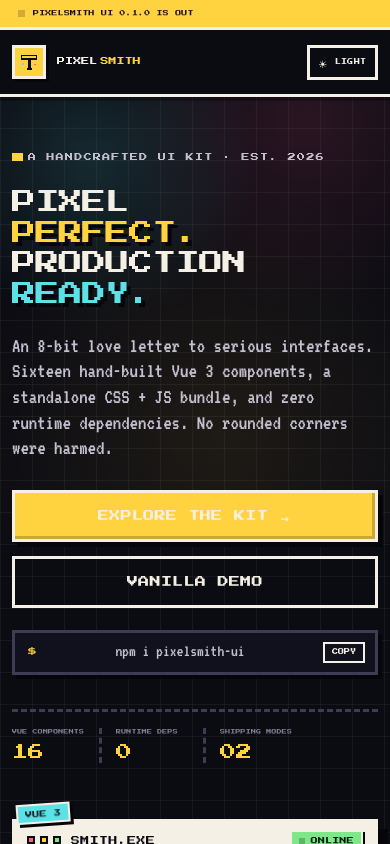 PIXELSMITH UI 0.1.0 IS OUT
PIXELSMITH
☀ LIGHT
A HANDCRAFTED UI KIT · EST. 2026
PIXEL
PERFECT.
PRODUCTION
READY.
An 8-bit love letter to serious interfaces.
Sixteen hand-built Vue 3 components, a
standalone CSS + JS bundle, and zero
runtime dependencies. No rounded corners
were harmed.
EXPLORE THE KIT →
VANILLA DEMO
$ npm i pixelsmith-ui COPY
VUE COMPONENTS RUNTIME DEPS SHIPPING MODES
16 0 02
VUE 3
SMITH.EXE ONLINE